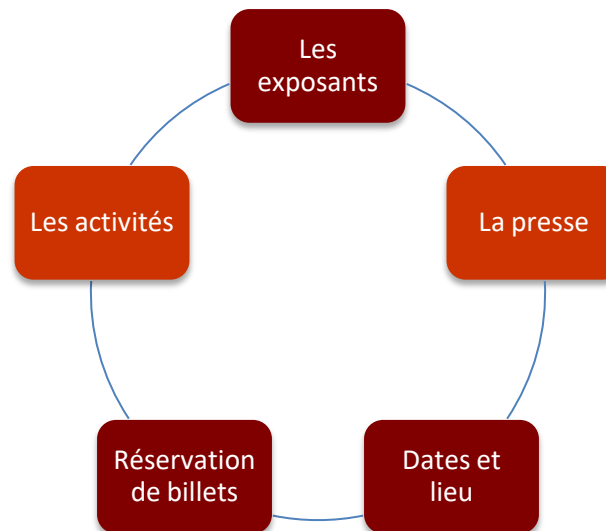 Les
exposants
Les activités
La presse
Réservation
de billets
Dates et
lieu